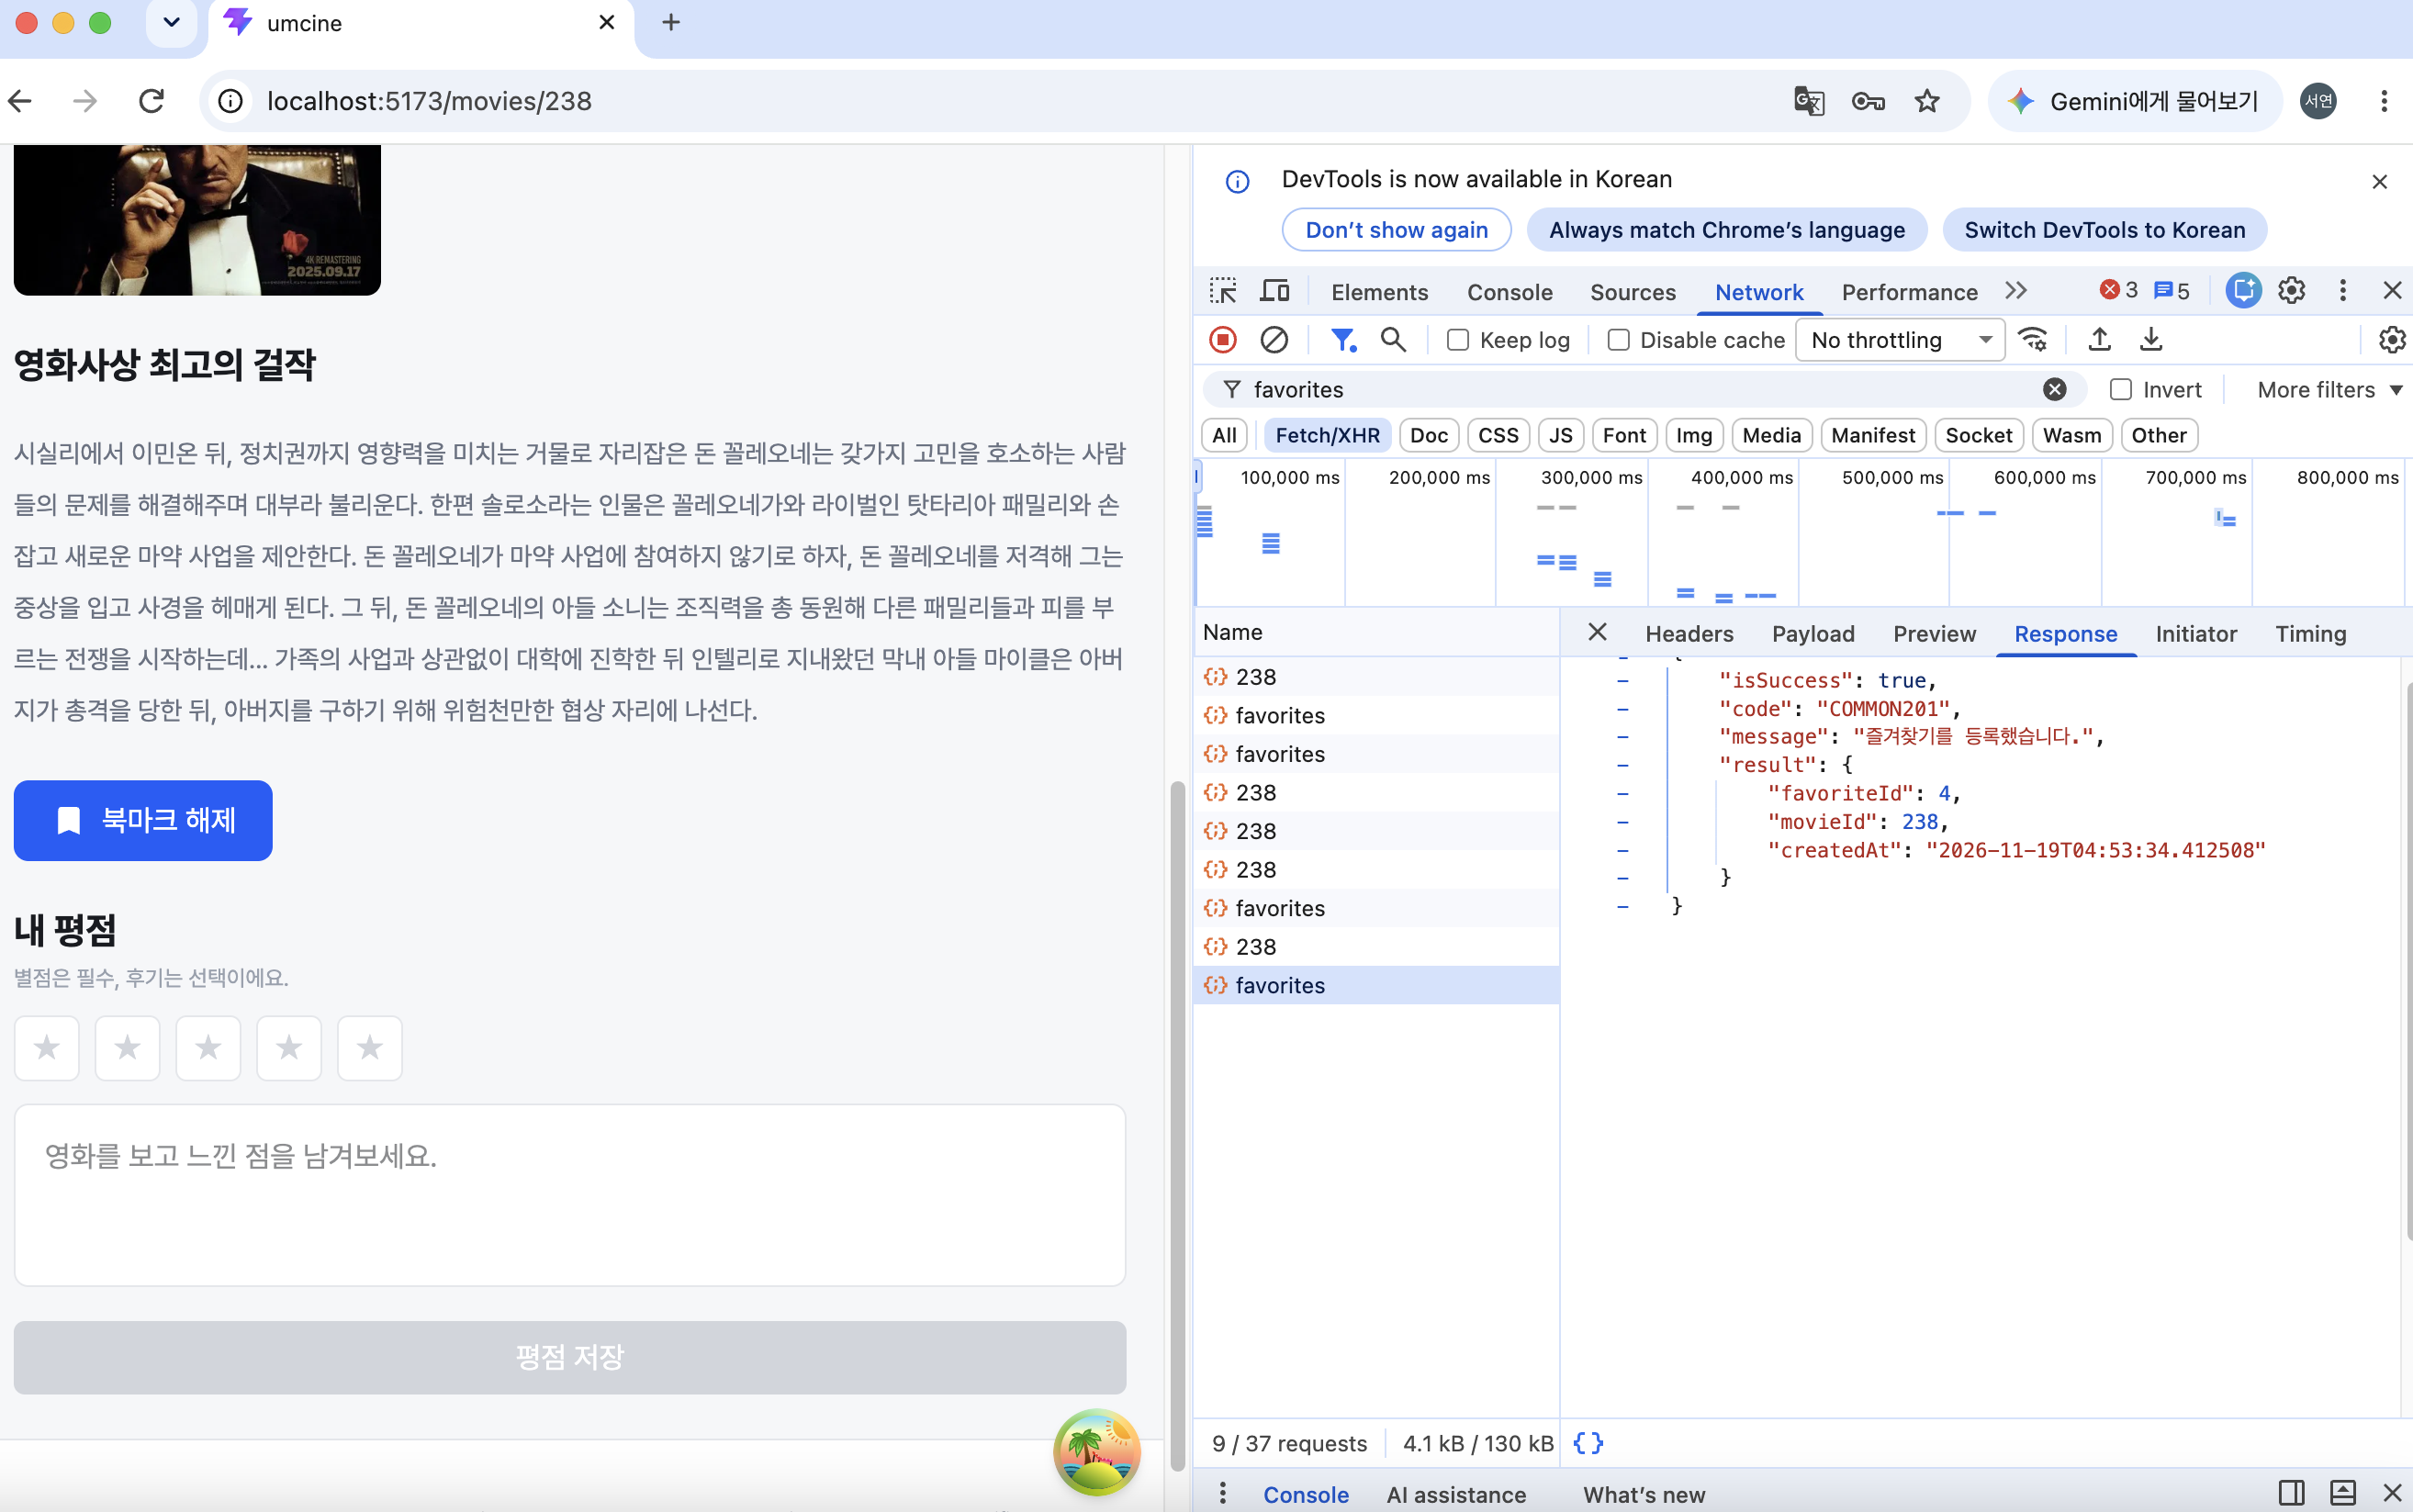 umcine
localhost:5173/movies/238
Gemini에게 물어보기
서연
4K REMASTERING
2025.09.17
영화사상 최고의 걸작
시실리에서 이민온 뒤, 정치권까지 영향력을 미치는 거물로 자리잡은 돈 꼴레오네는 갖가지 고민을 호소하는 사람
들의 문제를 해결해주며 대부라 불리운다. 한편 솔로소라는 인물은 꼴레오네가와 라이벌인 탓타리아 패밀리와 손
잡고 새로운 마약 사업을 제안한다. 돈 꼴레오네가 마약 사업에 참여하지 않기로 하자, 돈 꼴레오네를 저격해 그는
중상을 입고 사경을 헤매게 된다. 그 뒤, 돈 꼴레오네의 아들 소니는 조직력을 총 동원해 다른 패밀리들과 피를 부
르는 전쟁을 시작하는데... 가족의 사업과 상관없이 대학에 진학한 뒤 인텔리로 지내왔던 막내 아들 마이클은 아버
지가 총격을 당한 뒤, 아버지를 구하기 위해 위험천만한 협상 자리에 나선다.
북마크 해제
내 평점
별점은 필수, 후기는 선택이에요.
영화를 보고 느낀 점을 남겨보세요.
평점 저장
DevTools is now available in Korean
Don't show again
Always match Chrome's language
Switch DevTools to Korean
Elements
Console
Sources
Network
Performance
3
5
Keep log
Disable cache
No throttling
favorites
Invert
More filters
All
Fetch/XHR
Doc
CSS
JS
Font
Img
Media
Manifest
Socket
Wasm
Other
100,000 ms
200,000 ms
300,000 ms
400,000 ms
500,000 ms
600,000 ms
700,000 ms
800,000 ms
Name
238
favorites
favorites
238
238
238
favorites
238
favorites
Headers
Payload
Preview
Response
Initiator
Timing
"isSuccess": true,
"code": "COMMON201",
"message": "즐겨찾기를 등록했습니다.",
"result": {
"favoriteId": 4,
"movieId": 238,
"createdAt": "2026-11-19T04:53:34.412508"
}
}
9 / 37 requests
4.1 kB / 130 kB
{ }
Console
AI assistance
What's new